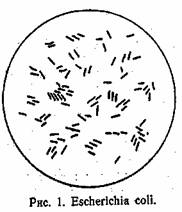 Рис. 1. Escherichia coli.